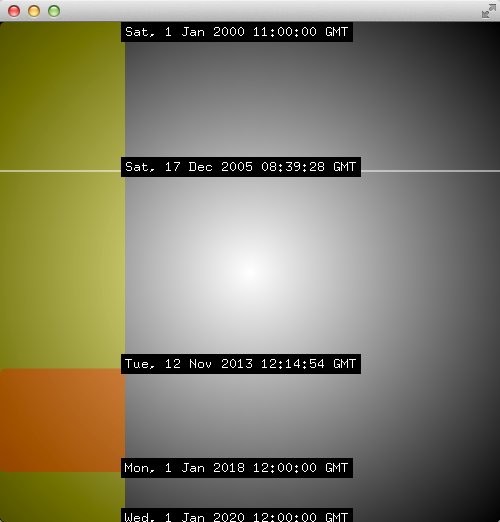 Sat, 1 Jan 2000 11:00:00 GMT
Sat, 17 Dec 2005 08:39:28 GMT
Tue, 12 Nov 2013 12:14:54 GMT
Mon, 1 Jan 2018 12:00:00 GMT
Wed, 1 Jan 2020 12:00:00 GMT